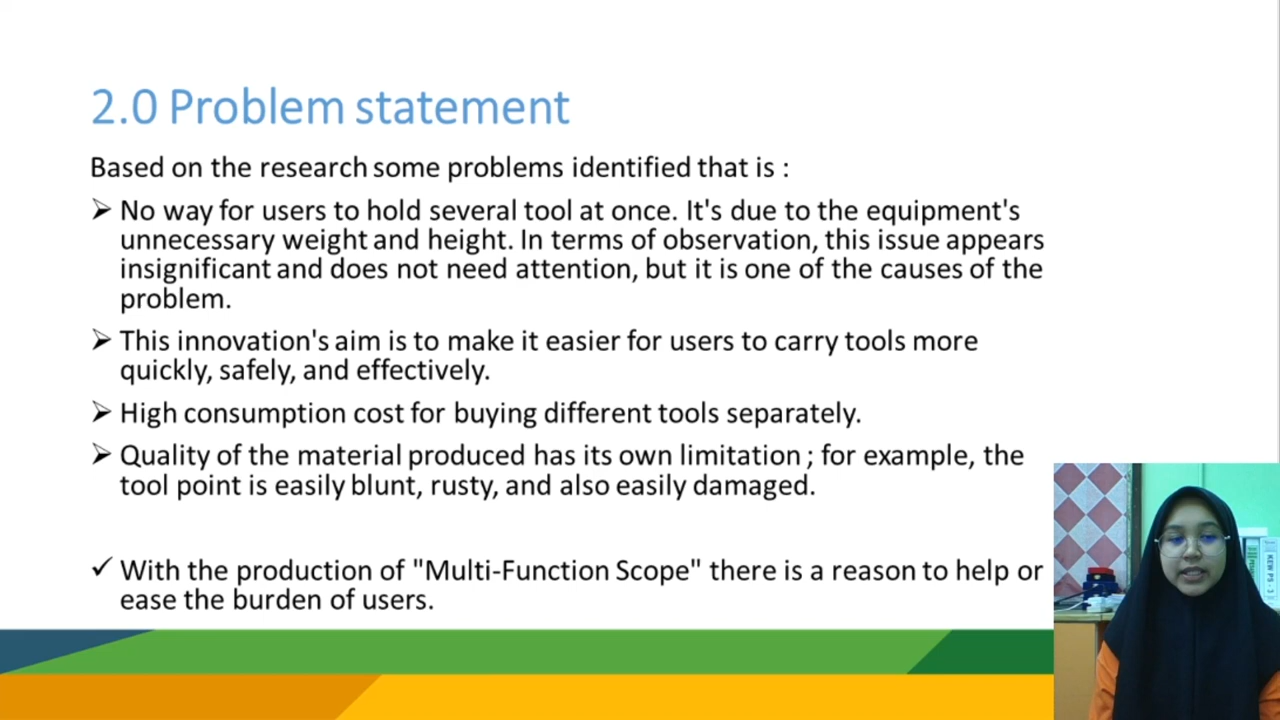 2.0 Problem statement
Based on the research some problems identified that is :
➢ No way for users to hold several tool at once. It's due to the equipment's
unnecessary weight and height. In terms of observation, this issue appears
insignificant and does not need attention, but it is one of the causes of the
problem.
➢ This innovation's aim is to make it easier for users to carry tools more
quickly, safely, and effectively.
➢ High consumption cost for buying different tools separately.
➢ Quality of the material produced has its own limitation ; for example, the
tool point is easily blunt, rusty, and also easily damaged.
✓ With the production of "Multi-Function Scope" there is a reason to help or
ease the burden of users.
KEW PS - 3